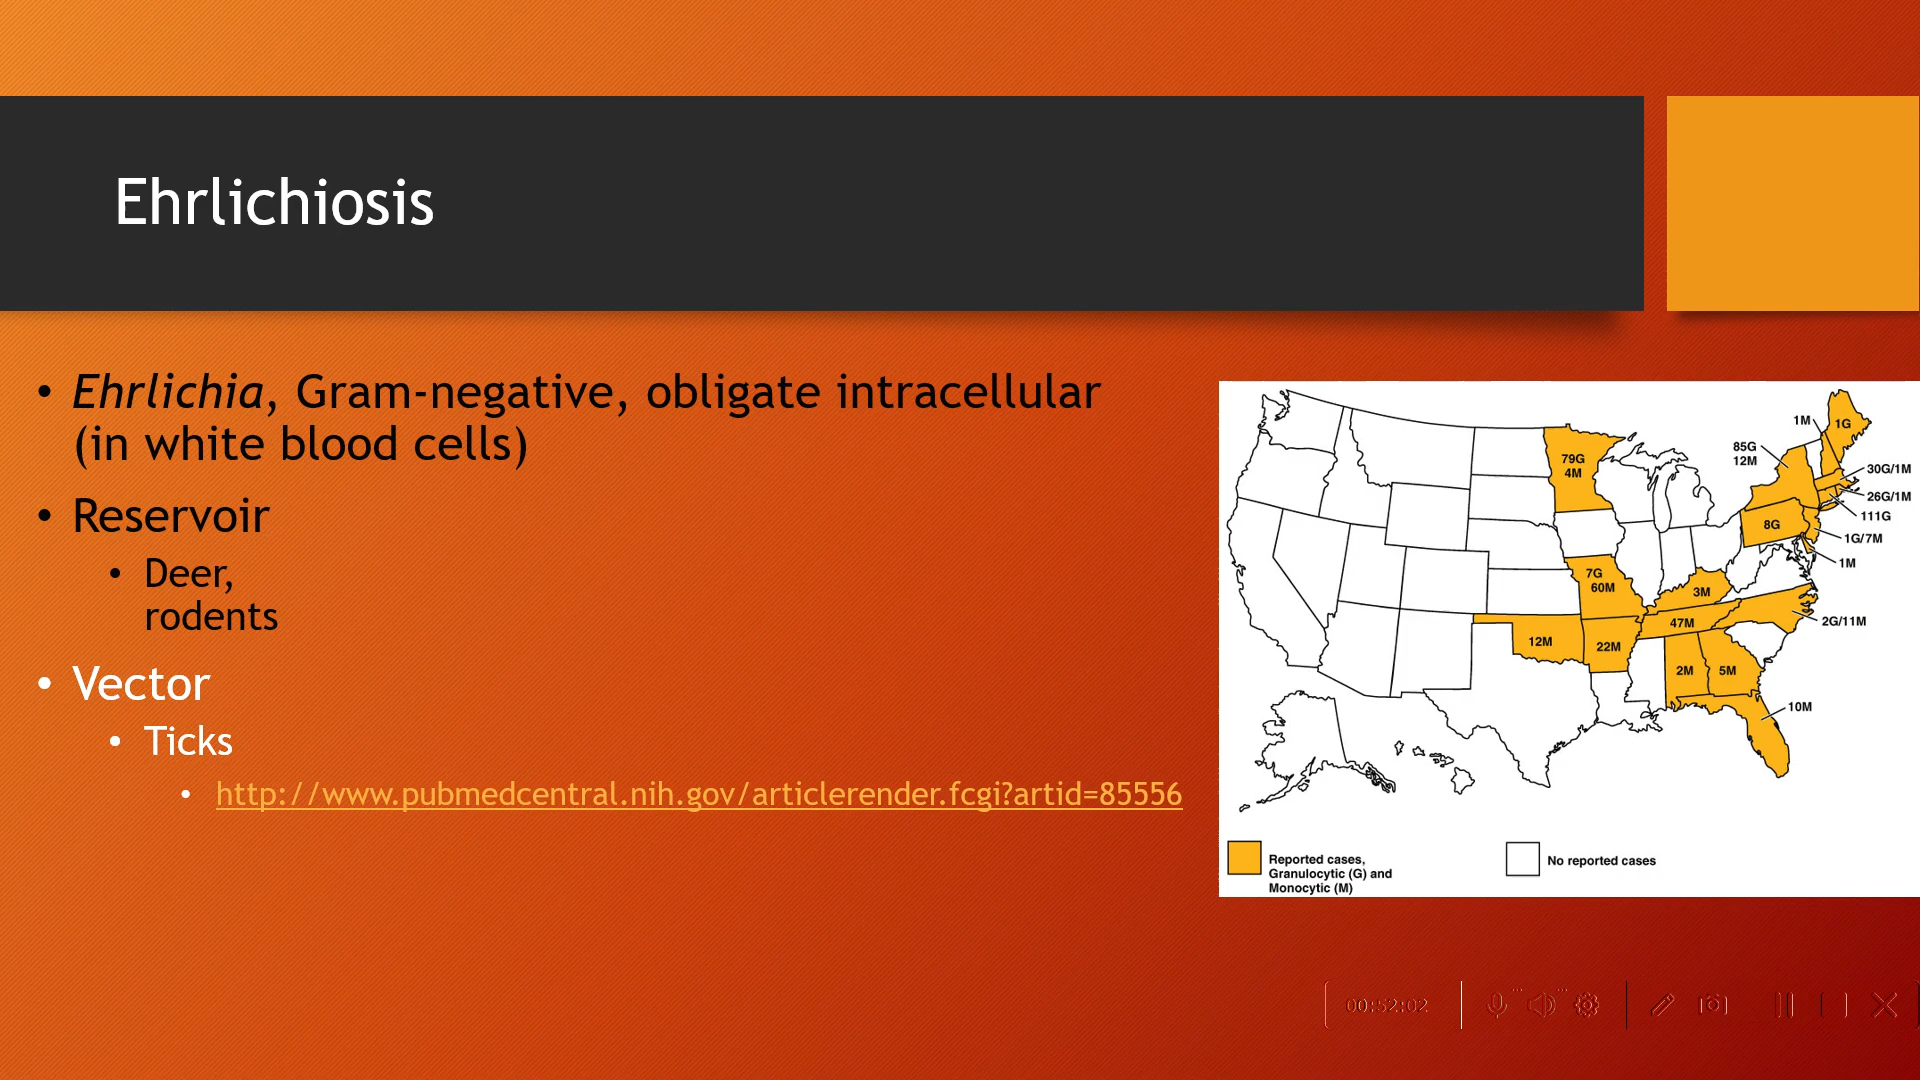 Ehrlichiosis
• Ehrlichia, Gram-negative, obligate intracellular
(in white blood cells)
• Reservoir
• Deer,
rodents
• Vector
• Ticks
• http://www.pubmedcentral.nih.gov/articlerender.fcgi?artid=85556
1M
1G
85G
12M
79G
4M
30G/1M
26G/1M
111G
8G
1G/7M
1M
7G
60M
3M
47M
2G/11M
12M
22M
2M
5M
10M
Reported cases,
Granulocytic (G) and
Monocytic (M)
No reported cases
00:52:02